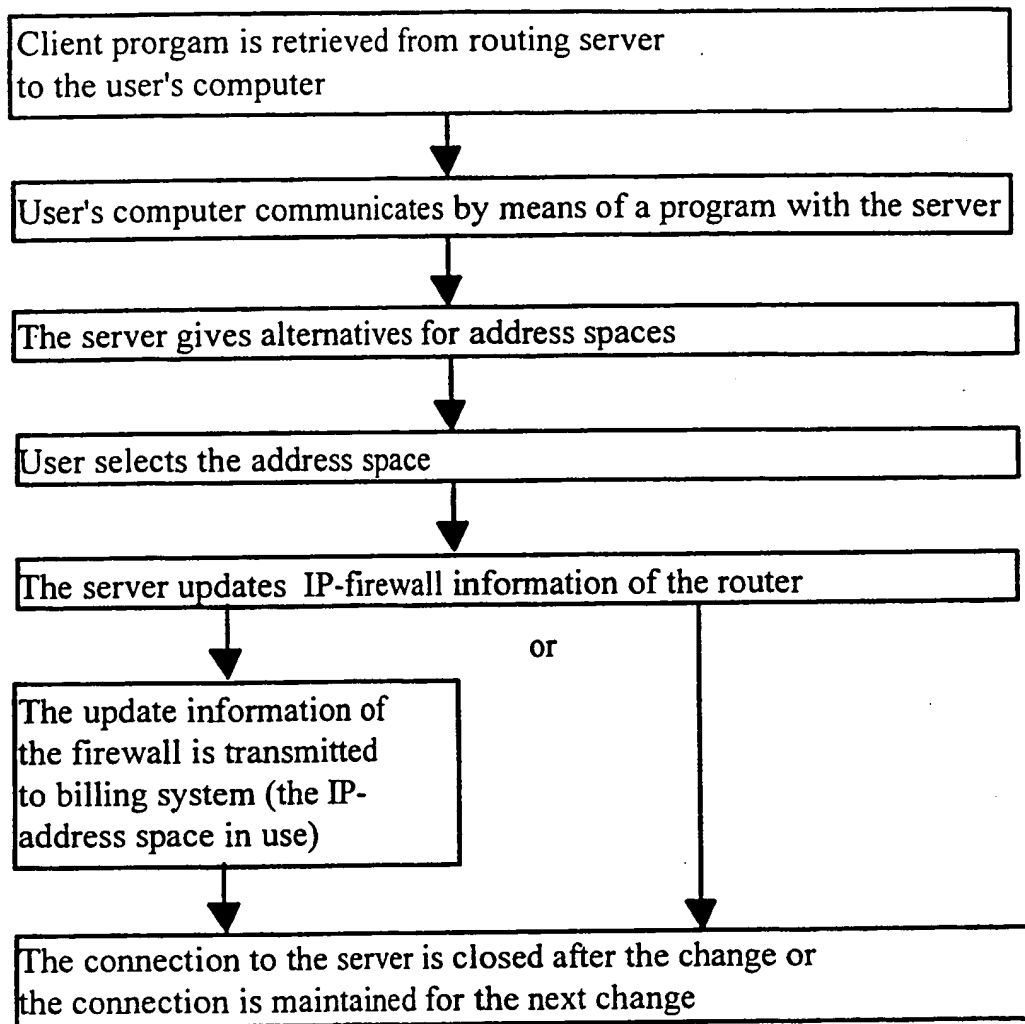 Client prorgam is retrieved from routing server
to the user's computer
User's computer communicates by means of a program with the server
The server gives alternatives for address spaces
User selects the address space
The server updates IP-firewall information of the router
or
The update information of
the firewall is transmitted
to billing system (the IP-
address space in use)
The connection to the server is closed after the change or
the connection is maintained for the next change